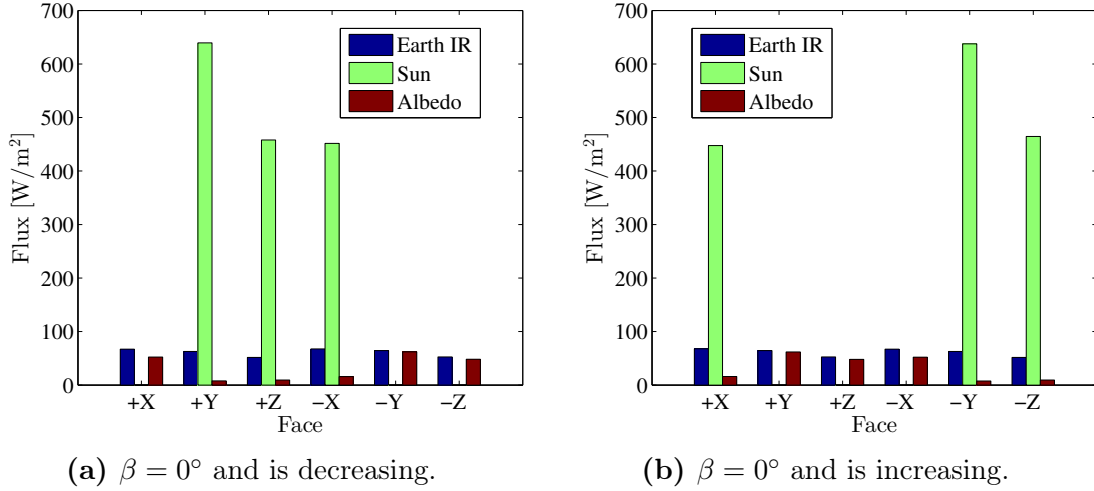 700
600
500
400
300
200
100
0
Flux [W/m²]
Earth IR
Sun
Albedo
+X +Y +Z −X −Y −Z
Face
(a) β = 0° and is decreasing.
700
600
500
400
300
200
100
0
Flux [W/m²]
Earth IR
Sun
Albedo
+X +Y +Z −X −Y −Z
Face
(b) β = 0° and is increasing.